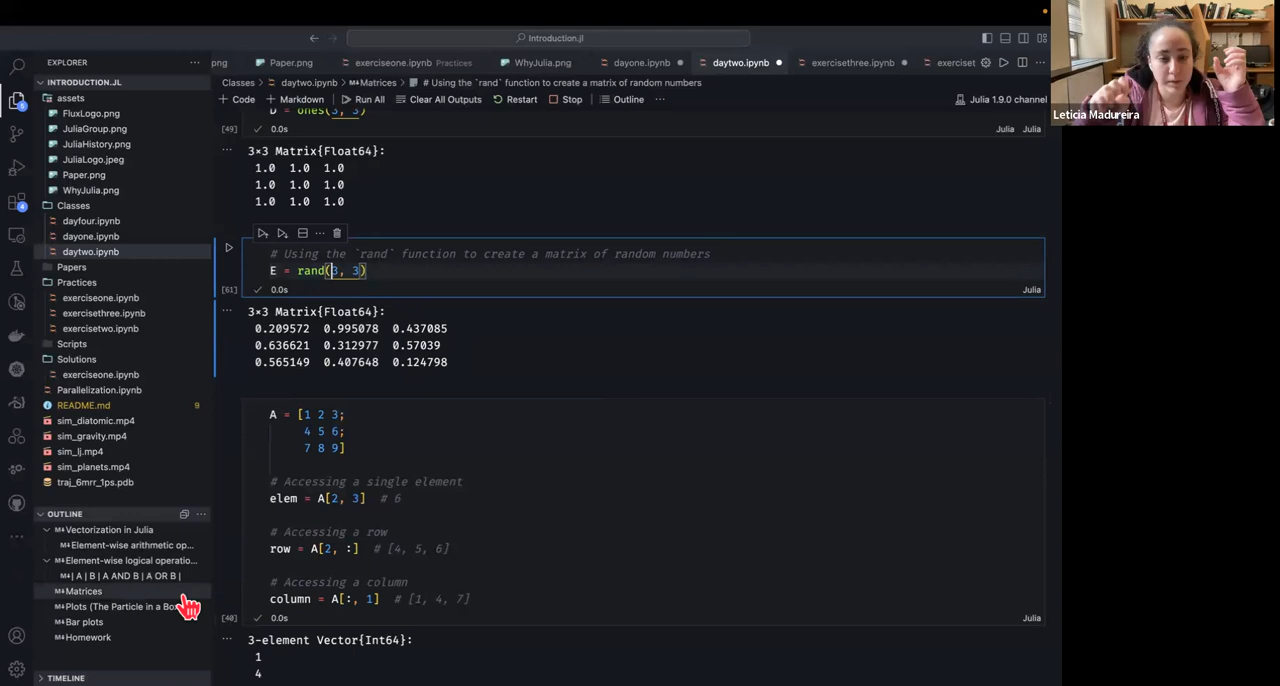 Introduction.jl
EXPLORER
...
png
Paper.png
exerciseone.ipynb Practices
WhyJulia.png
dayone.ipynb
daytwo.ipynb
exercisethree.ipynb
exerciset
INTRODUCTION.JL
assets
FluxLogo.png
JuliaGroup.png
JuliaHistory.png
JuliaLogo.jpeg
Paper.png
WhyJulia.png
Classes
dayfour.ipynb
dayone.ipynb
daytwo.ipynb
Papers
Practices
exerciseone.ipynb
exercisethree.ipynb
exercisetwo.ipynb
Scripts
Solutions
exerciseone.ipynb
Parallelization.ipynb
README.md 9
sim_diatomic.mp4
sim_gravity.mp4
sim_lj.mp4
sim_planets.mp4
traj_6mrr_1ps.pdb
OUTLINE
...
Vectorization in Julia
Element-wise arithmetic op...
Element-wise logical operatio...
| A | B | A AND B | A OR B |
Matrices
Plots (The Particle in a Bo
Bar plots
Homework
TIMELINE
5
4
Classes > daytwo.ipynb > Matrices > # Using the `rand` function to create a matrix of random numbers
+ Code + Markdown Run All Clear All Outputs Restart Stop Outline ... Julia 1.9.0 channel
D = ones(3, 3)
[49] 0.0s Julia Julia
3×3 Matrix{Float64}:
1.0 1.0 1.0
1.0 1.0 1.0
1.0 1.0 1.0
# Using the `rand` function to create a matrix of random numbers
E = rand(3, 3)
[61] 0.0s Julia
3×3 Matrix{Float64}:
0.209572 0.995078 0.437085
0.636621 0.312977 0.57039
0.565149 0.407648 0.124798
A = [1 2 3;
4 5 6;
7 8 9]
# Accessing a single element
elem = A[2, 3] # 6
# Accessing a row
row = A[2, :] # [4, 5, 6]
# Accessing a column
column = A[:, 1] # [1, 4, 7]
[40] 0.0s Julia
3-element Vector{Int64}:
1
4
Leticia Madureira